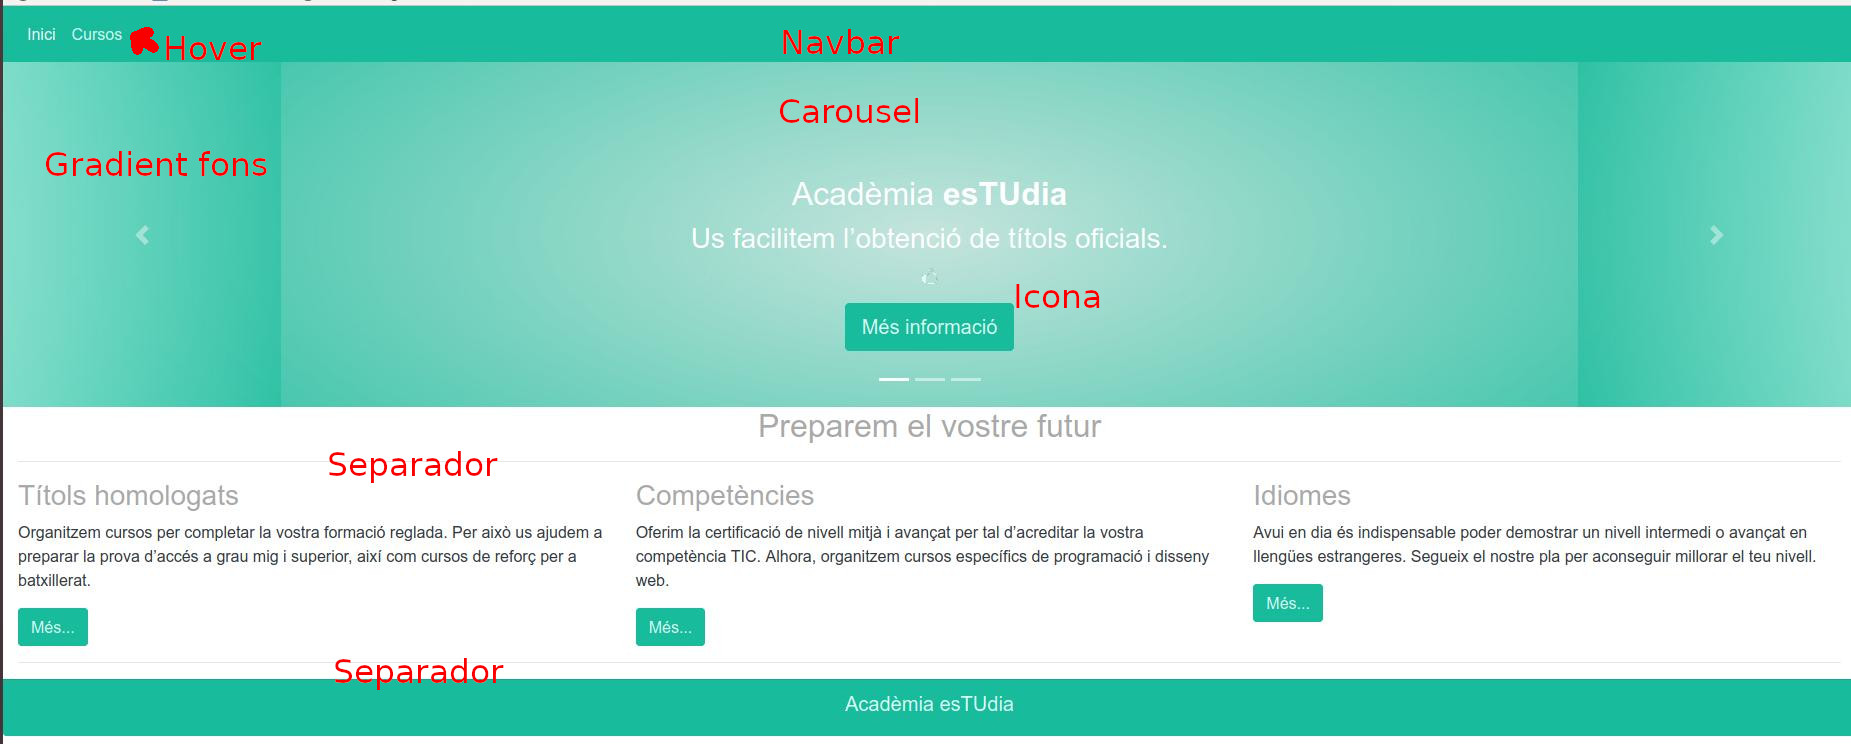 Inici Cursos
Hover
Navbar
Carousel
Gradient fons
Acadèmia esTUdia
Us facilitem l’obtenció de títols oficials.
Icona
Més informació
Preparem el vostre futur
Separador
Títols homologats
Organitzem cursos per completar la vostra formació reglada. Per això us ajudem a
preparar la prova d’accés a grau mig i superior, així com cursos de reforç per a
batxillerat.
Més...
Competències
Oferim la certificació de nivell mitjà i avançat per tal d’acreditar la vostra
competència TIC. Alhora, organitzem cursos específics de programació i disseny
web.
Més...
Idiomes
Avui en dia és indispensable poder demostrar un nivell intermedi o avançat en
llengües estrangeres. Segueix el nostre pla per aconseguir millorar el teu nivell.
Més...
Separador
Acadèmia esTUdia